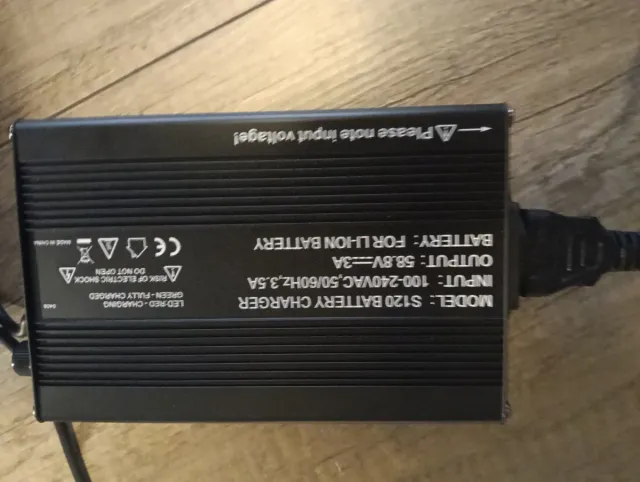 MODEL: S120 BATTERY CHARGER
INPUT: 100-240VAC,50/60Hz,3.5A
OUTPUT: 58.8V⎓3A
BATTERY: FOR LI-ION BATTERY
LED:RED - CHARGING
GREEN-FULLY CHARGED
RISK OF ELECTRIC SHOCK
DO NOT OPEN
CE
MADE IN CHINA
Please note input voltage!